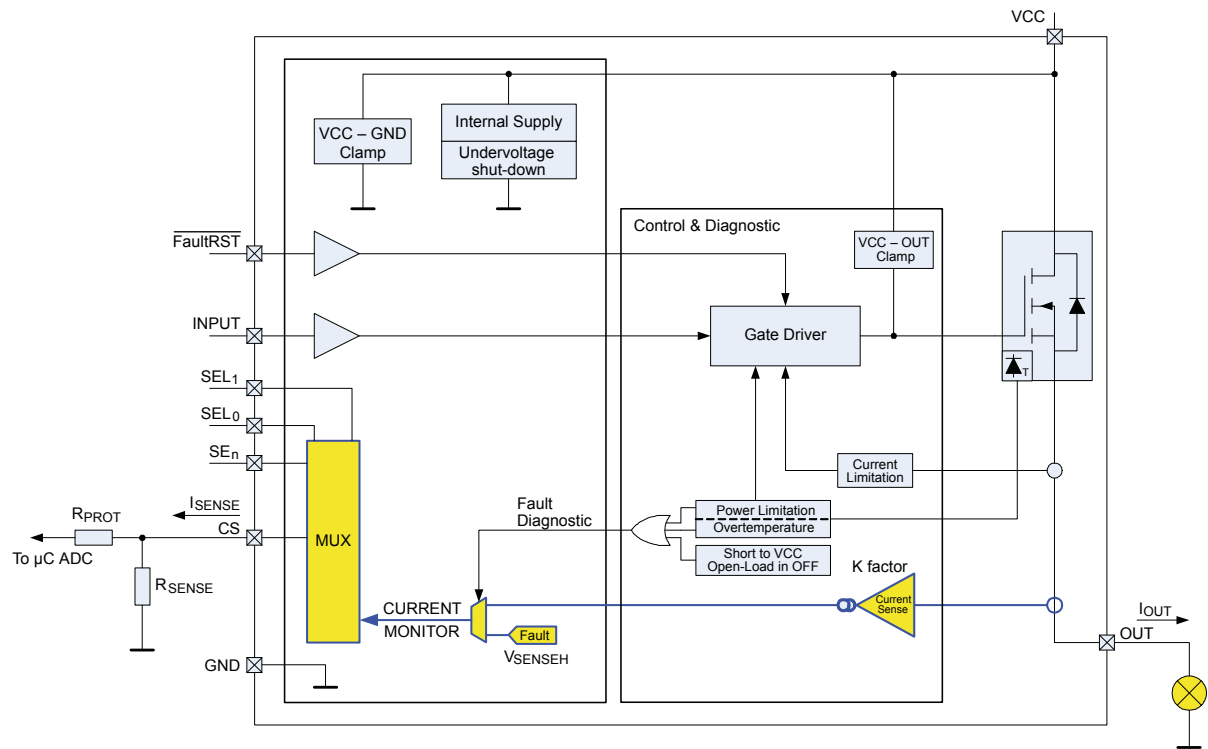 VCC
VCC – GND
Clamp
Internal Supply
Undervoltage
shut-down
Control & Diagnostic
FaultRST
VCC – OUT
Clamp
INPUT
Gate Driver
T
SEL1
SEL0
SEn
Current
Limitation
ISENSE
RPROT
CS
To µC ADC
RSENSE
MUX
Fault
Diagnostic
Power Limitation
Overtemperature
Short to VCC
Open-Load in OFF
K factor
Current
Sense
CURRENT
MONITOR
Fault
VSENSEH
GND
IOUT
OUT